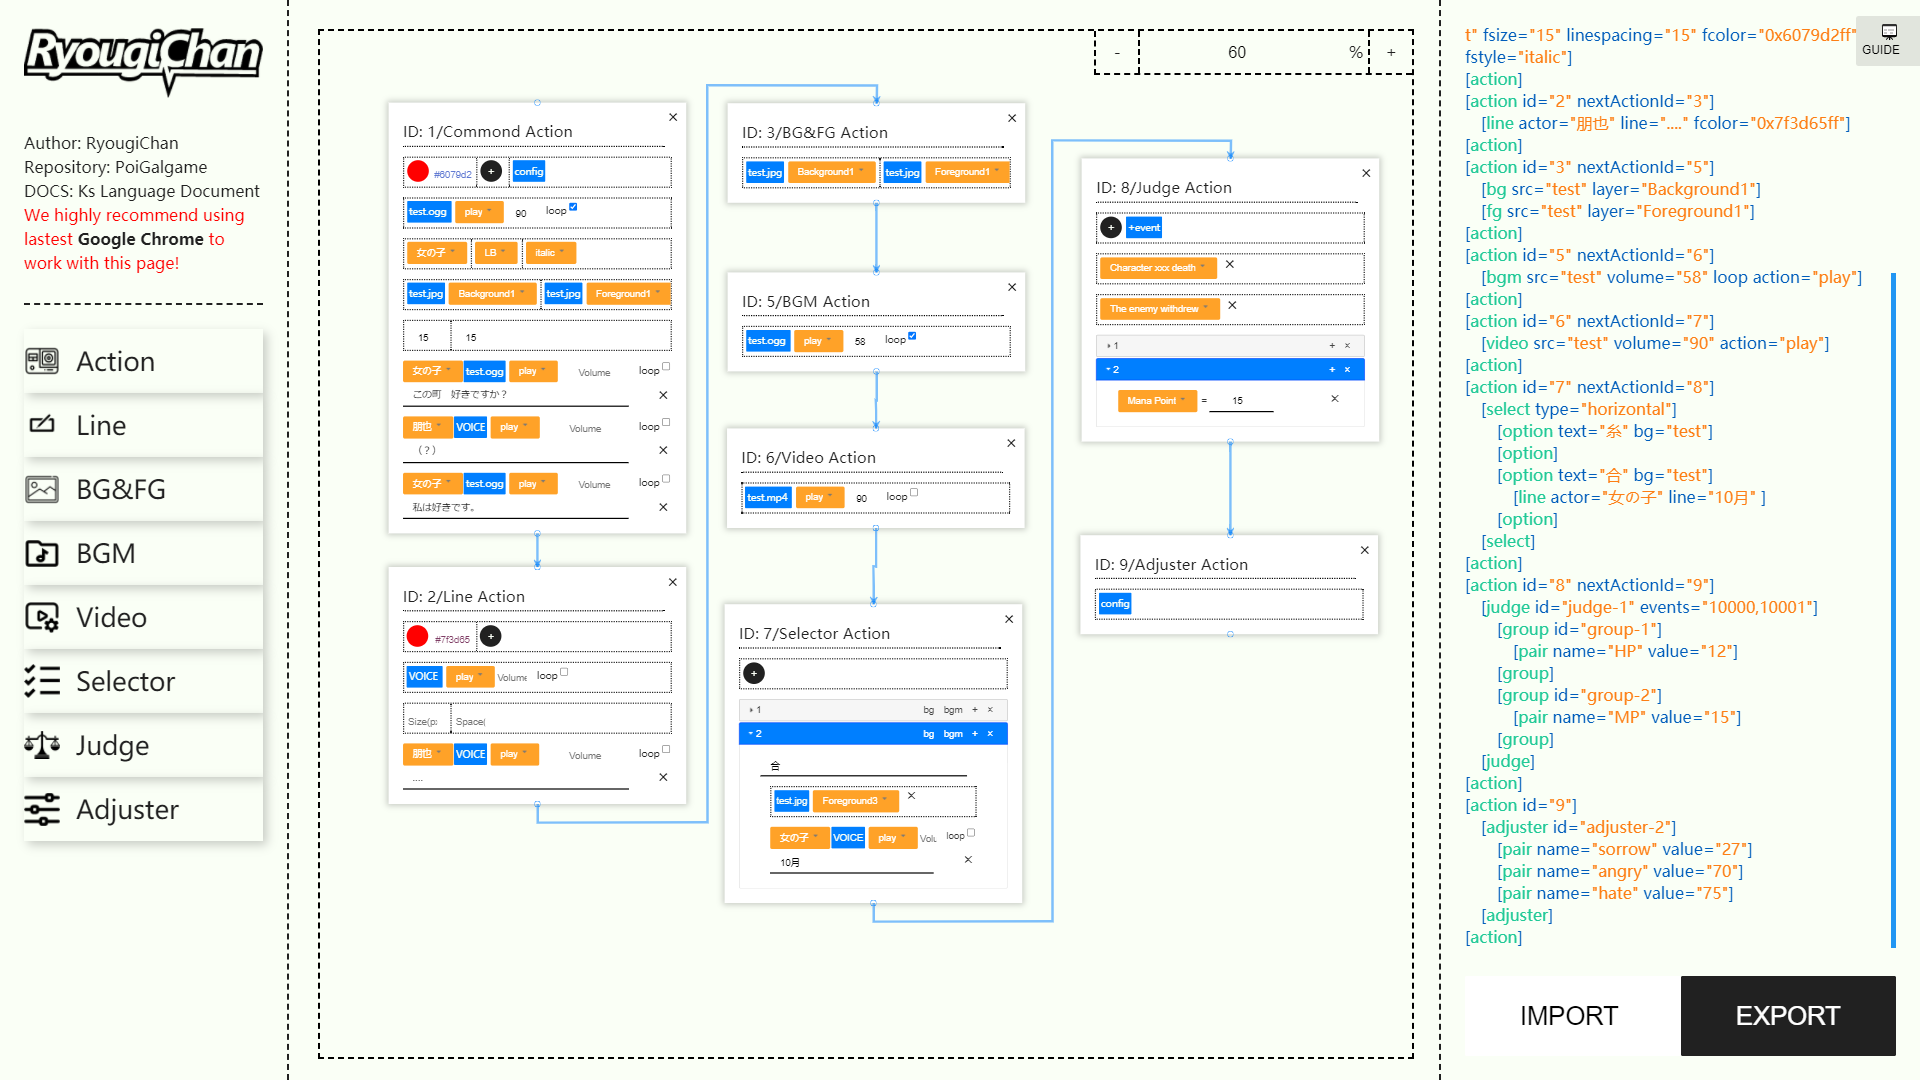 RyougiChan
Author: RyougiChan
Repository: PoiGalgame
DOCS: Ks Language Document
We highly recommend using
lastest Google Chrome to
work with this page!
Action
Line
BG&FG
BGM
Video
Selector
Judge
Adjuster
- 60 % +
ID: 1/Commond Action
#6079d2 + config
test.ogg play 90 loop
女の子 LB italic
test.jpg Background1 test.jpg Foreground1
15 15
女の子 test.ogg play Volume loop
この町 好きですか？
朋也 VOICE play Volume loop
（？）
女の子 test.ogg play Volume loop
私は好きです。
ID: 2/Line Action
#7f3d65 +
VOICE play Volume loop
Size(p: Space(
朋也 VOICE play Volume loop
....
ID: 3/BG&FG Action
test.jpg Background1 test.jpg Foreground1
ID: 5/BGM Action
test.ogg play 58 loop
ID: 6/Video Action
test.mp4 play 90 loop
ID: 7/Selector Action
+
1 bg bgm + ×
2 bg bgm + ×
合
test.jpg Foreground3
女の子 VOICE play Volu loop
10月
ID: 8/Judge Action
+ +event
Character xxx death
The enemy withdrew
1 + ×
2 + ×
Mana Point = 15
ID: 9/Adjuster Action
config
t" fsize="15" linespacing="15" fcolor="0x6079d2ff"
fstyle="italic"]
[action]
[action id="2" nextActionId="3"]
[line actor="朋也" line="...." fcolor="0x7f3d65ff"]
[action]
[action id="3" nextActionId="5"]
[bg src="test" layer="Background1"]
[fg src="test" layer="Foreground1"]
[action]
[action id="5" nextActionId="6"]
[bgm src="test" volume="58" loop action="play"]
[action]
[action id="6" nextActionId="7"]
[video src="test" volume="90" action="play"]
[action]
[action id="7" nextActionId="8"]
[select type="horizontal"]
[option text="糸" bg="test"]
[option]
[option text="合" bg="test"]
[line actor="女の子" line="10月" ]
[option]
[select]
[action]
[action id="8" nextActionId="9"]
[judge id="judge-1" events="10000,10001"]
[group id="group-1"]
[pair name="HP" value="12"]
[group]
[group id="group-2"]
[pair name="MP" value="15"]
[group]
[judge]
[action]
[action id="9"]
[adjuster id="adjuster-2"]
[pair name="sorrow" value="27"]
[pair name="angry" value="70"]
[pair name="hate" value="75"]
[adjuster]
[action]
GUIDE
IMPORT
EXPORT